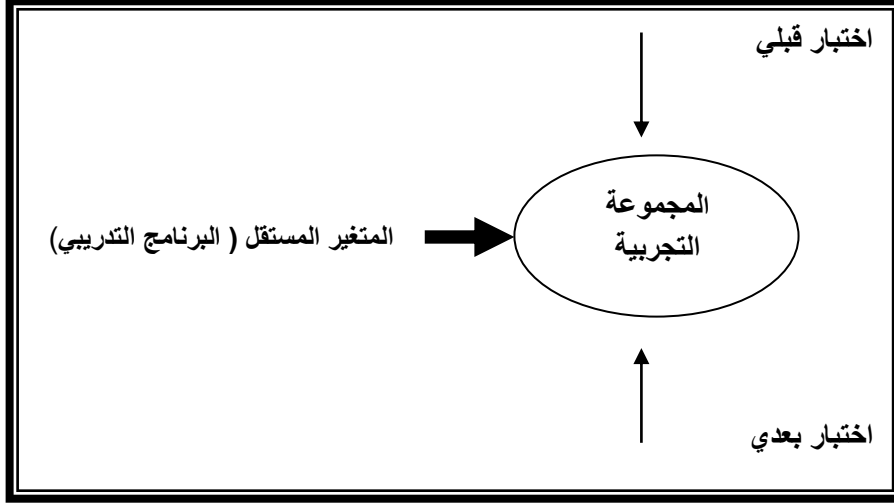 اختبار قبلي
المجموعة
التجريبية
المتغير المستقل ( البرنامج التدريبي)
اختبار بعدي